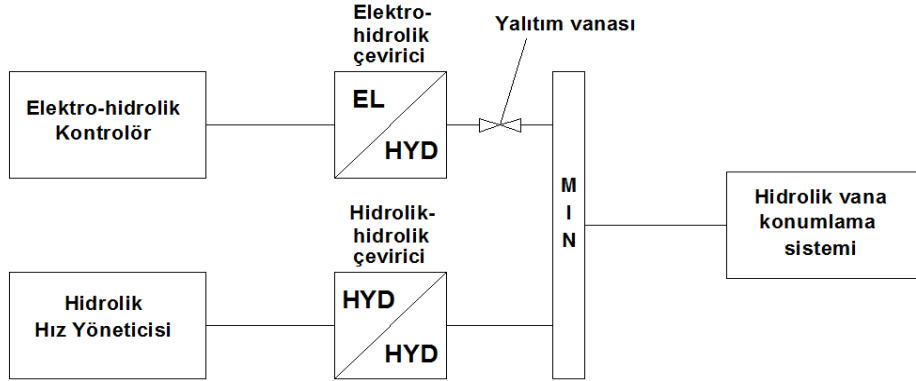 Elektro-
hidrolik
çevirici
Yalıtım vanası
Elektro-hidrolik
Kontrolör
EL
HYD
M
I
N
Hidrolik vana
konumlama
sistemi
Hidrolik-
hidrolik
çevirici
Hidrolik
Hız Yöneticisi
HYD
HYD